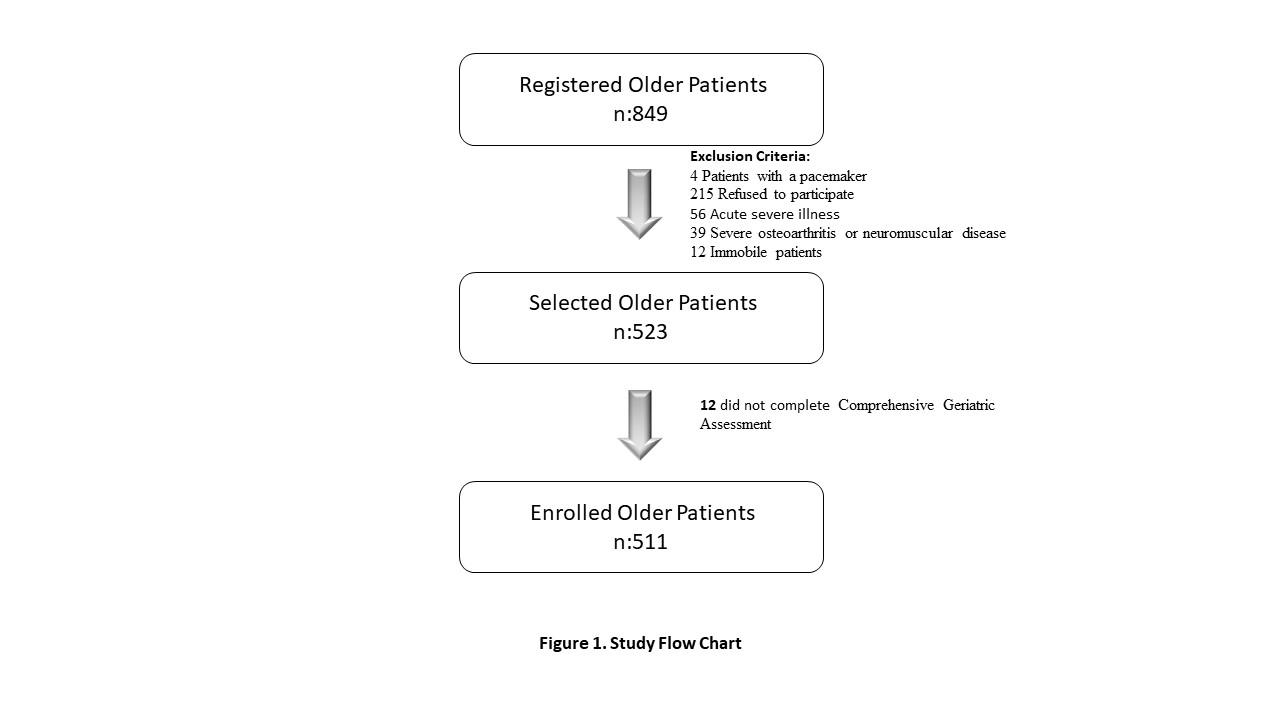 Registered Older Patients
n:849
Exclusion Criteria:
4 Patients with a pacemaker
215 Refused to participate
56 Acute severe illness
39 Severe osteoarthritis or neuromuscular disease
12 Immobile patients
Selected Older Patients
n:523
12 did not complete Comprehensive Geriatric
Assessment
Enrolled Older Patients
n:511
Figure 1. Study Flow Chart